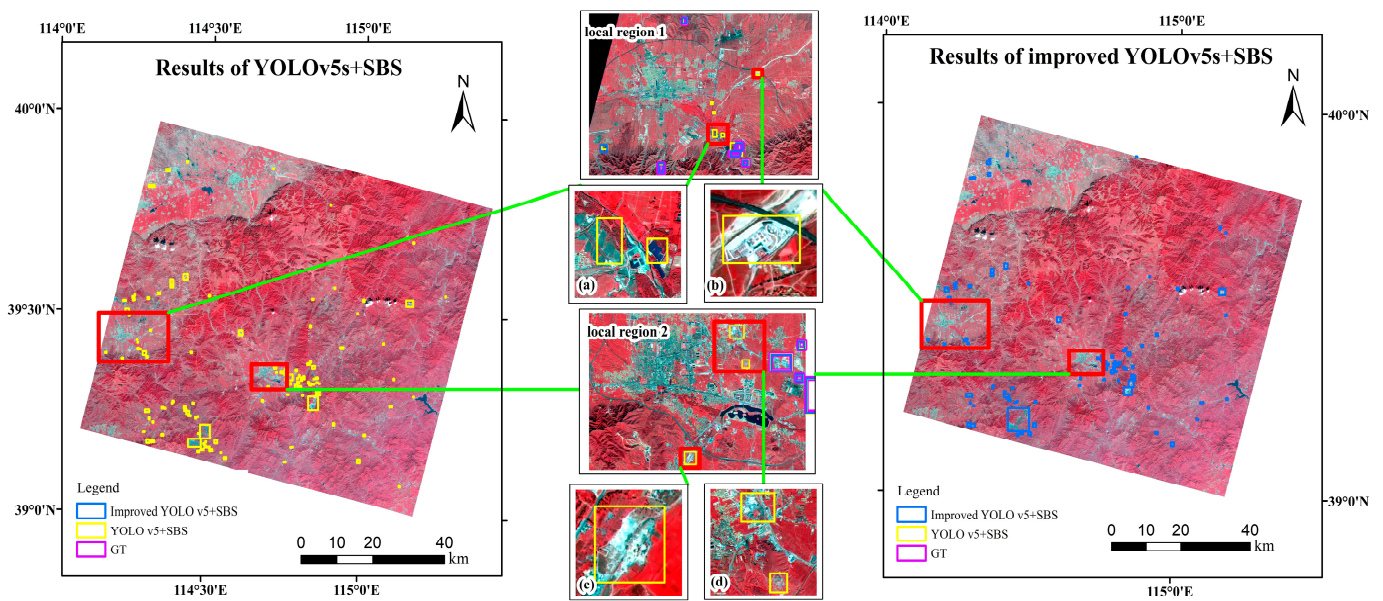 114°0'E
114°30'E
115°0'E
114°0'E
115°0'E
Results of YOLOv5s+SBS
N
40°0'N
39°30'N
39°0'N
Legend
Improved YOLO v5+SBS
YOLO v5+SBS
GT
0 10 20 40
km
114°30'E
115°0'E
local region 1
(a)
(b)
local region 2
(c)
(d)
Results of improved YOLOv5s+SBS
N
40°0'N
39°0'N
Legend
Improved YOLO v5+SBS
YOLO v5+SBS
GT
0 10 20 40
km
115°0'E